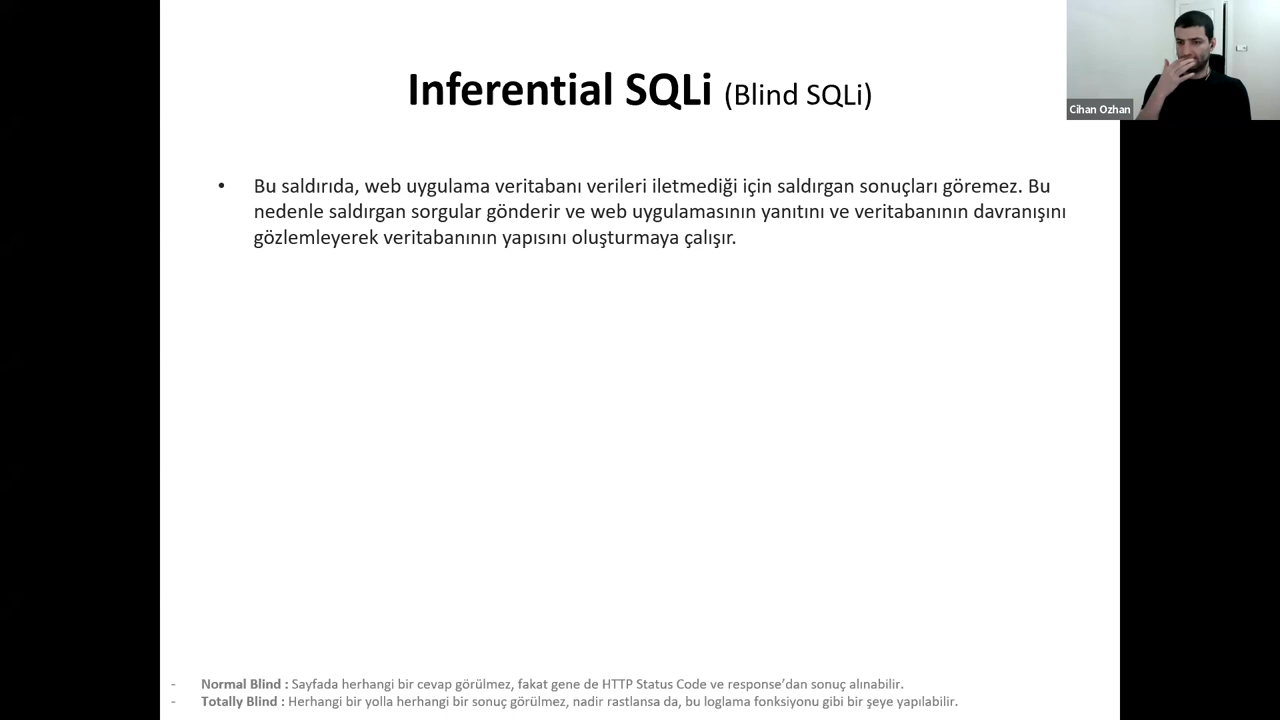 Inferential SQLi (Blind SQLi)
Cihan Ozhan
• Bu saldırıda, web uygulama veritabanı verileri iletmediği için saldırgan sonuçları göremez. Bu
nedenle saldırgan sorgular gönderir ve web uygulamasının yanıtını ve veritabanının davranışını
gözlemleyerek veritabanının yapısını oluşturmaya çalışır.
- Normal Blind : Sayfada herhangi bir cevap görülmez, fakat gene de HTTP Status Code ve response’dan sonuç alınabilir.
- Totally Blind : Herhangi bir yolla herhangi bir sonuç görülmez, nadir rastlansa da, bu loglama fonksiyonu gibi bir şeye yapılabilir.